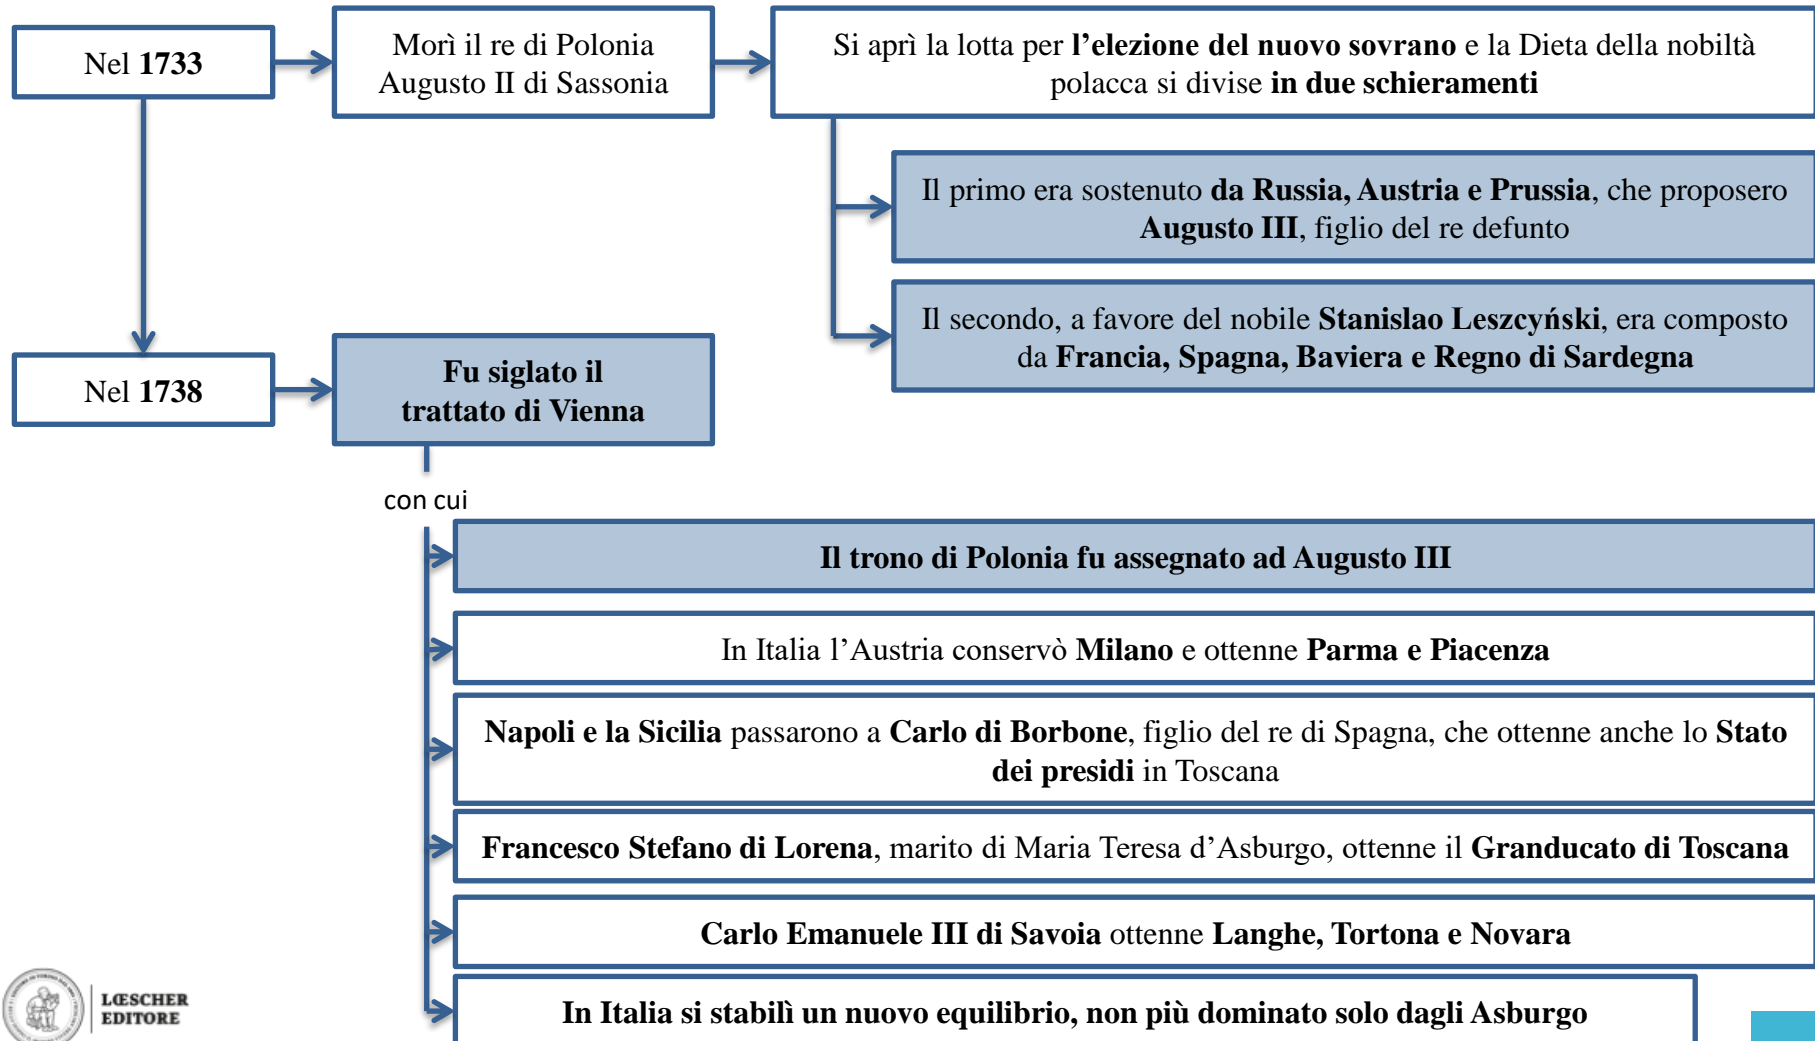 Nel 1733
Morì il re di Polonia
Augusto II di Sassonia
Si aprì la lotta per l’elezione del nuovo sovrano e la Dieta della nobiltà
polacca si divise in due schieramenti
Il primo era sostenuto da Russia, Austria e Prussia, che proposero
Augusto III, figlio del re defunto
Il secondo, a favore del nobile Stanislao Leszcyński, era composto
da Francia, Spagna, Baviera e Regno di Sardegna
Nel 1738
Fu siglato il
trattato di Vienna
con cui
Il trono di Polonia fu assegnato ad Augusto III
In Italia l’Austria conservò Milano e ottenne Parma e Piacenza
Napoli e la Sicilia passarono a Carlo di Borbone, figlio del re di Spagna, che ottenne anche lo Stato
dei presidi in Toscana
Francesco Stefano di Lorena, marito di Maria Teresa d’Asburgo, ottenne il Granducato di Toscana
Carlo Emanuele III di Savoia ottenne Langhe, Tortona e Novara
In Italia si stabilì un nuovo equilibrio, non più dominato solo dagli Asburgo
LŒSCHER
EDITORE